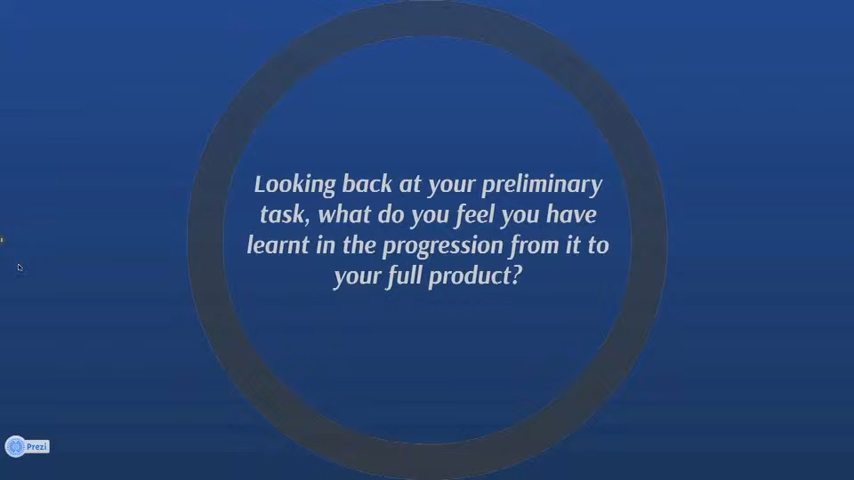 Looking back at your preliminary
task, what do you feel you have
learnt in the progression from it to
your full product?
Prezi